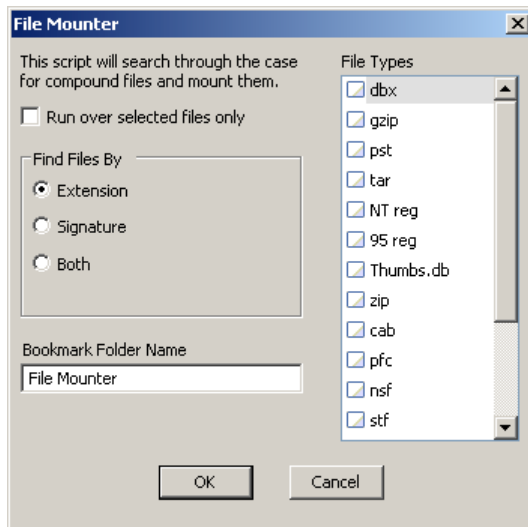 File Mounter
This script will search through the case
for compound files and mount them.
Run over selected files only
Find Files By
Extension
Signature
Both
Bookmark Folder Name
File Mounter
File Types
dbx
gzip
pst
tar
NT reg
95 reg
Thumbs.db
zip
cab
pfc
nsf
stf
OK
Cancel